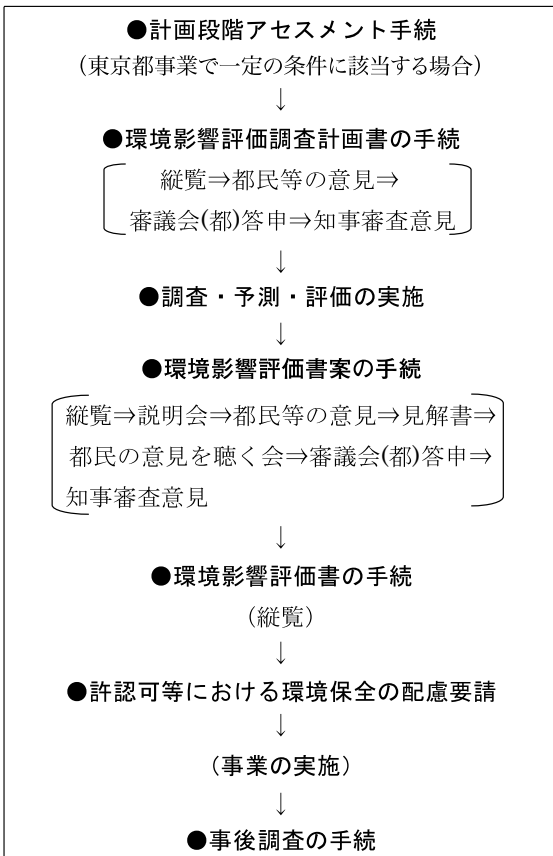 ●計画段階アセスメント手続
(東京都事業で一定の条件に該当する場合)
↓
●環境影響評価調査計画書の手続
縦覧⇒都民等の意見⇒
審議会(都)答申⇒知事審査意見
↓
●調査・予測・評価の実施
↓
●環境影響評価書案の手続
縦覧⇒説明会⇒都民等の意見⇒見解書⇒
都民の意見を聴く会⇒審議会(都)答申⇒
知事審査意見
↓
●環境影響評価書の手続
(縦覧)
↓
●許認可等における環境保全の配慮要請
↓
(事業の実施)
↓
●事後調査の手続